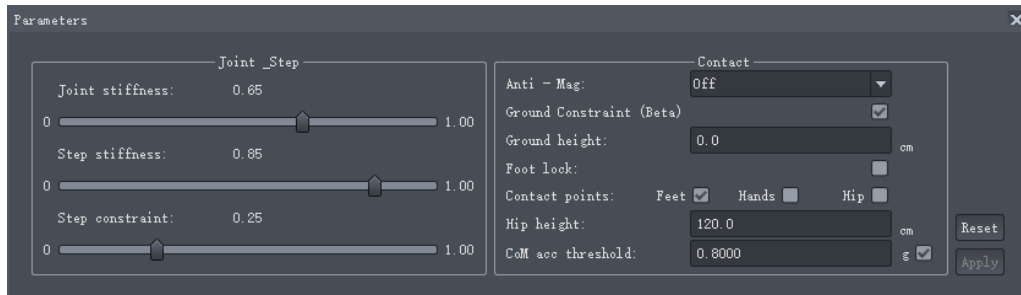 Parameters
Joint _Step
Joint stiffness: 0.65
0 1.00
Step stiffness: 0.85
0 1.00
Step constraint: 0.25
0 1.00
Contact
Anti - Mag: Off
Ground Constraint (Beta)
Ground height: 0.0 cm
Foot lock:
Contact points: Feet Hands Hip
Hip height: 120.0 cm
CoM acc threshold: 0.8000 g
Reset
Apply